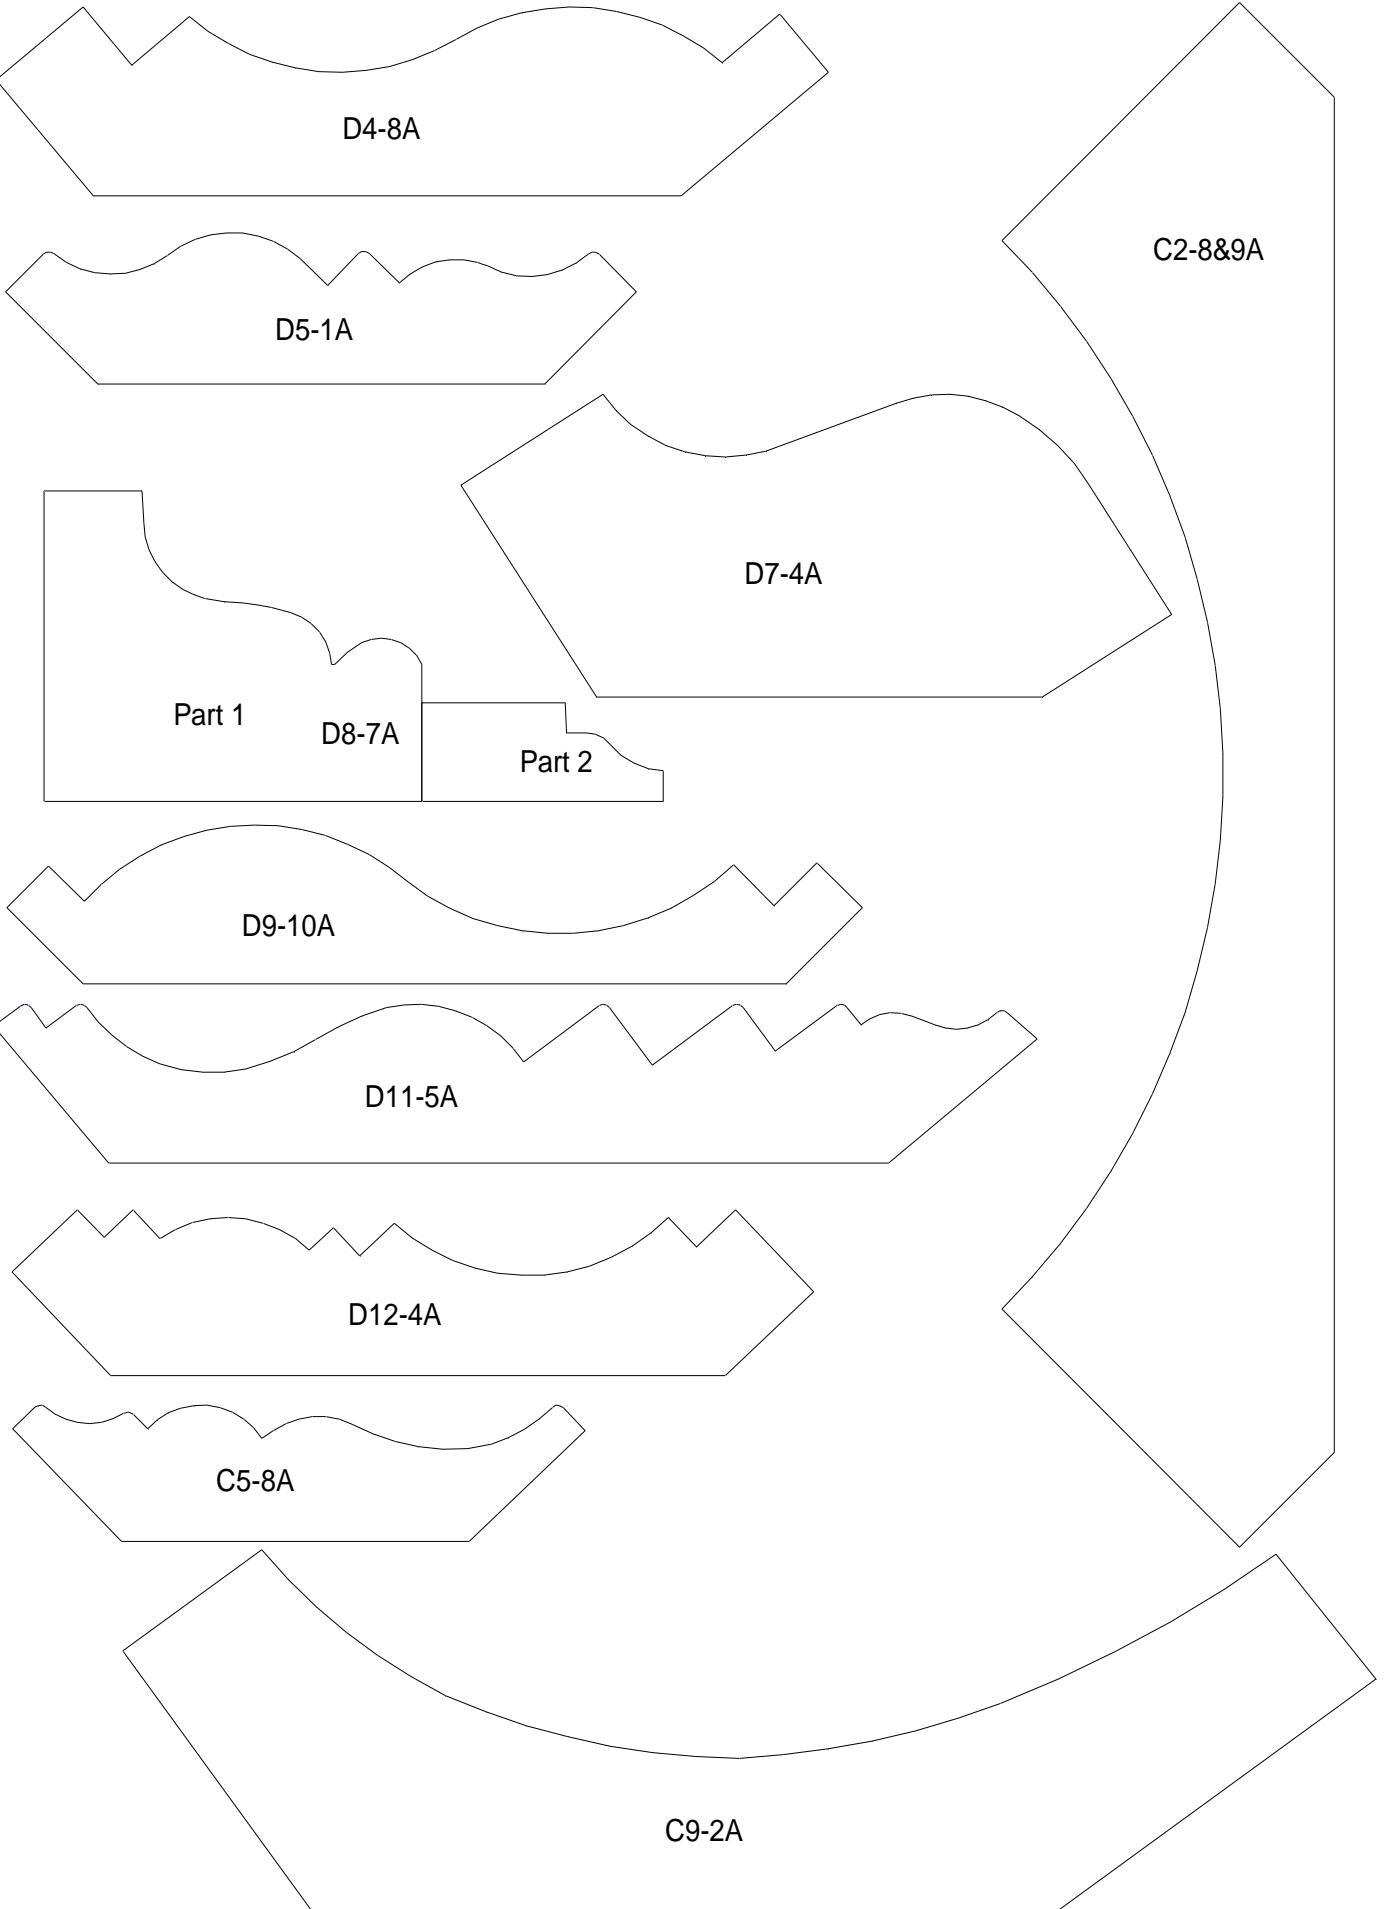 D4-8A
C2-8&9A
D5-1A
D7-4A
Part 1
D8-7A
Part 2
D9-10A
D11-5A
D12-4A
C5-8A
C9-2A